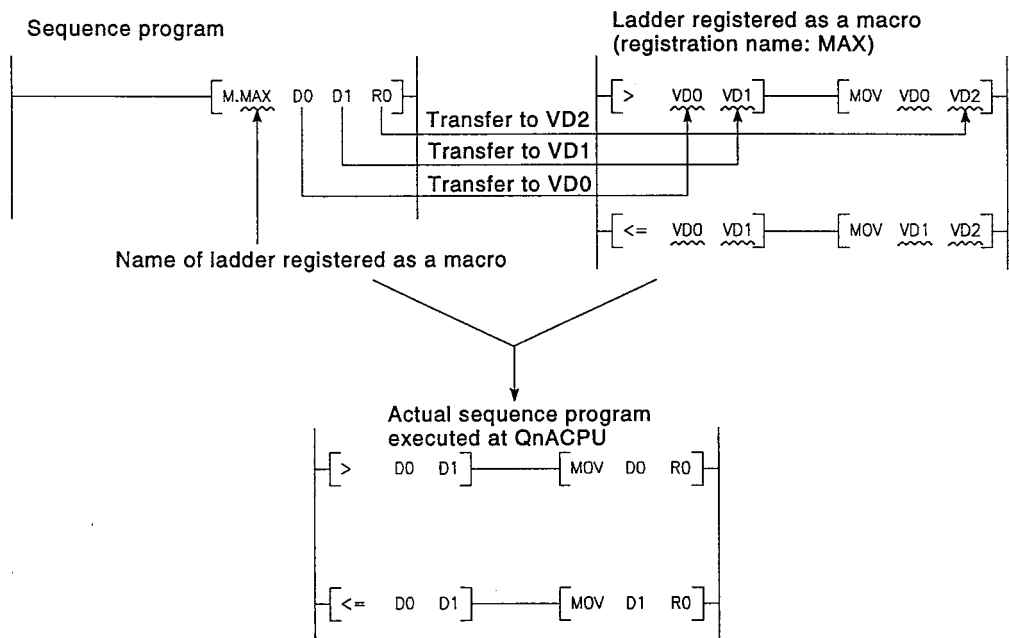 Sequence program
Ladder registered as a macro
(registration name: MAX)
M.MAX D0 D1 R0
> VD0 VD1 MOV VD0 VD2
Transfer to VD2
Transfer to VD1
Transfer to VD0
<= VD0 VD1 MOV VD1 VD2
Name of ladder registered as a macro
Actual sequence program
executed at QnACPU
> D0 D1 MOV D0 R0
<= D0 D1 MOV D1 R0